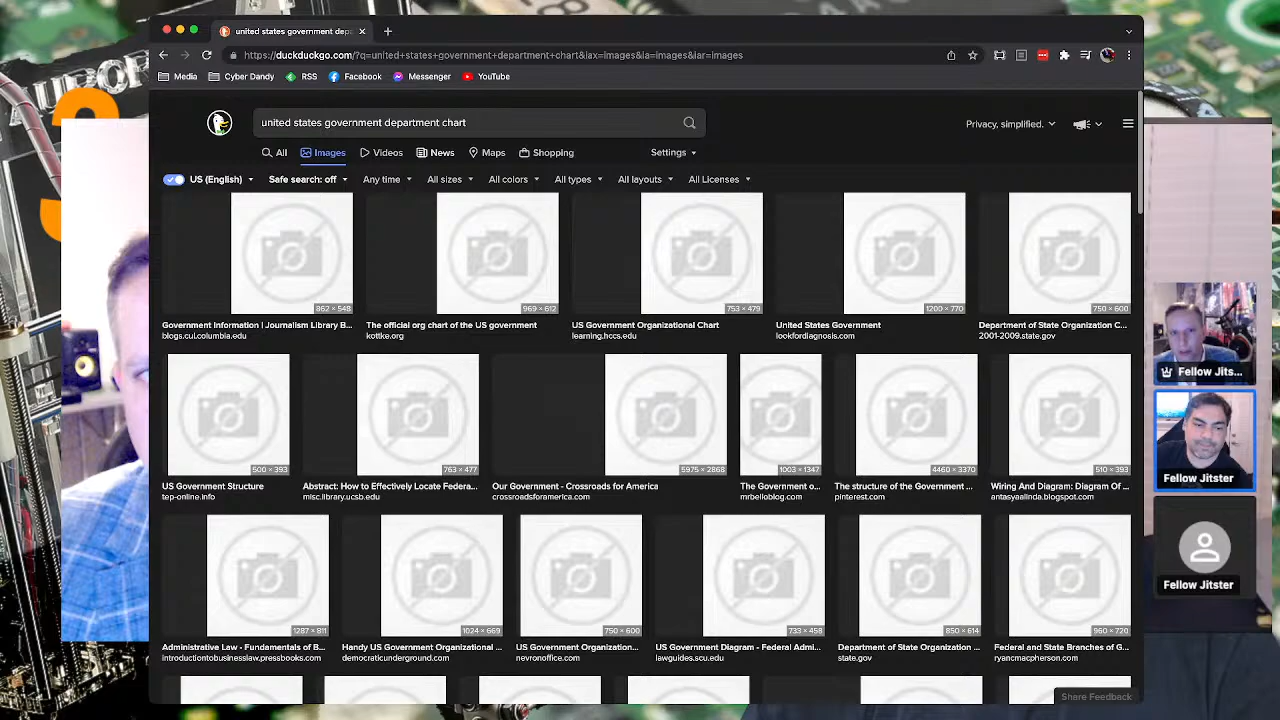 united states government dep
https://duckduckgo.com/?q=united+states+government+department+chart&iax=images&ia=images&iar=images
Media
Cyber Dandy
RSS
Facebook
Messenger
YouTube
united states government department chart
Privacy, simplified.
All
Images
Videos
News
Maps
Shopping
Settings
US (English)
Safe search: off
Any time
All sizes
All colors
All types
All layouts
All Licenses
862 × 548
969 × 612
753 × 479
1200 × 770
750 × 600
Government Information | Journalism Library B...
The official org chart of the US government
US Government Organizational Chart
United States Government
Department of State Organization C...
blogs.cul.columbia.edu
kottke.org
learning.hccs.edu
lookfordiagnosis.com
2001-2009.state.gov
Fellow Jits...
500 × 393
763 × 477
5975 × 2868
1003 × 1347
4460 × 3370
510 × 393
US Government Structure
Abstract: How to Effectively Locate Federa...
Our Government - Crossroads for America
The Government o...
The structure of the Government ...
Wiring And Diagram: Diagram Of ...
tep-online.info
misc.library.ucsb.edu
crossroadsforamerica.com
mrbelloblog.com
pinterest.com
antasyaalinda.blogspot.com
Fellow Jitster
1287 × 811
1024 × 669
750 × 600
733 × 458
850 × 614
960 × 720
Administrative Law - Fundamentals of B...
Handy US Government Organizational ...
US Government Organization...
US Government Diagram - Federal Admi...
Department of State Organization ...
Federal and State Branches of G...
introductiontobusinesslaw.pressbooks.com
democraticunderground.com
nevronoffice.com
lawguides.scu.edu
state.gov
ryancmacpherson.com
Fellow Jitster
Share Feedback